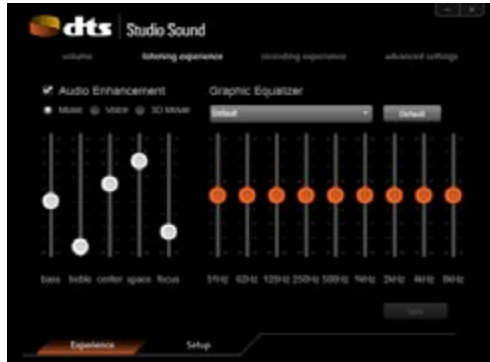 dts Studio Sound
volume listening experience recording experience advanced settings
Audio Enhancement Graphic Equalizer
Music Voice 3D Movie Default Default
bass treble center space focus 31Hz 62Hz 125Hz 250Hz 500Hz 1kHz 2kHz 4kHz 8kHz
Save
Experience Setup